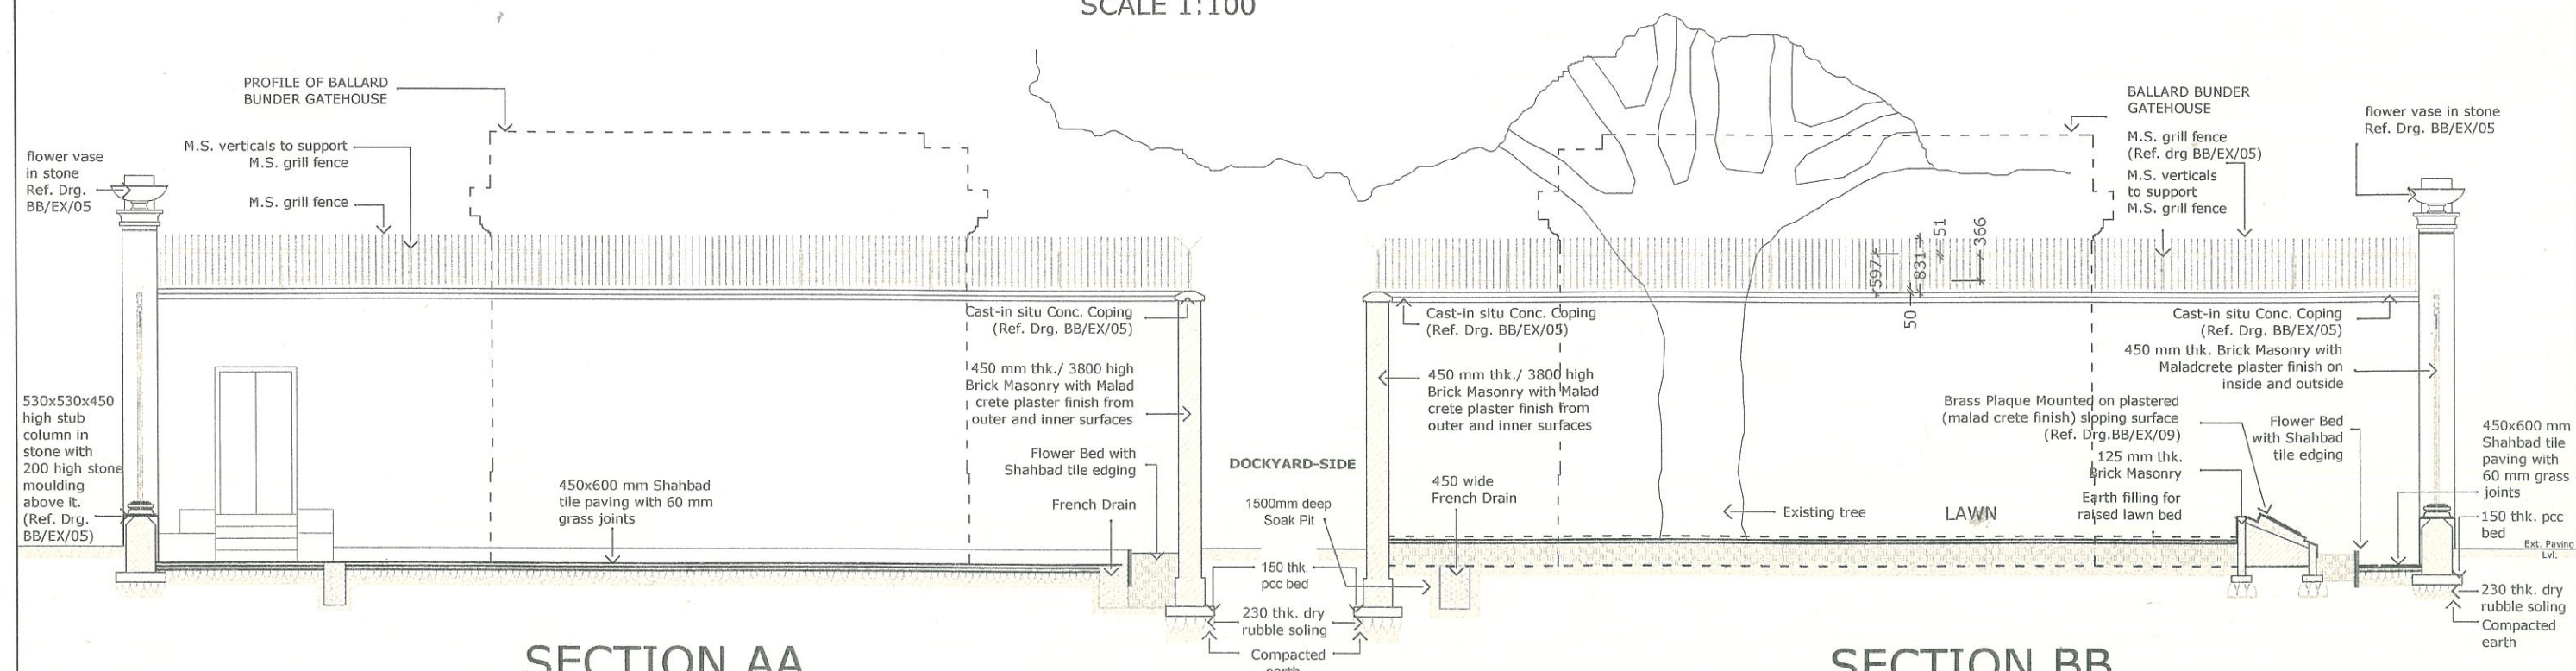 SCALE 1:100
PROFILE OF BALLARD
BUNDER GATEHOUSE
M.S. verticals to support
M.S. grill fence
M.S. grill fence
flower vase
in stone
Ref. Drg.
BB/EX/05
530x530x450
high stub
column in
stone with
200 high stone
moulding
above it.
(Ref. Drg.
BB/EX/05)
450x600 mm Shahbad
tile paving with 60 mm
grass joints
Cast-in situ Conc. Coping
(Ref. Drg. BB/EX/05)
450 mm thk./ 3800 high
Brick Masonry with Malad
crete plaster finish from
outer and inner surfaces
Flower Bed with
Shahbad tile edging
French Drain
SECTION AA
DOCKYARD-SIDE
1500mm deep
Soak Pit
150 thk.
pcc bed
230 thk. dry
rubble soling
Compacted
earth
Cast-in situ Conc. Coping
(Ref. Drg. BB/EX/05)
450 mm thk./ 3800 high
Brick Masonry with Malad
crete plaster finish from
outer and inner surfaces
450 wide
French Drain
Existing tree
LAWN
597
831
51
366
50
BALLARD BUNDER
GATEHOUSE
M.S. grill fence
(Ref. drg BB/EX/05)
M.S. verticals
to support
M.S. grill fence
flower vase in stone
Ref. Drg. BB/EX/05
Cast-in situ Conc. Coping
(Ref. Drg. BB/EX/05)
450 mm thk. Brick Masonry with
Maladcrete plaster finish on
inside and outside
Brass Plaque Mounted on plastered
(malad crete finish) sloping surface
(Ref. Drg.BB/EX/09)
125 mm thk.
Brick Masonry
Earth filling for
raised lawn bed
Flower Bed
with Shahbad
tile edging
450x600 mm
Shahbad tile
paving with
60 mm grass
joints
150 thk. pcc
bed
Ext. Paving
Lvl.
230 thk. dry
rubble soling
Compacted
earth
SECTION BB